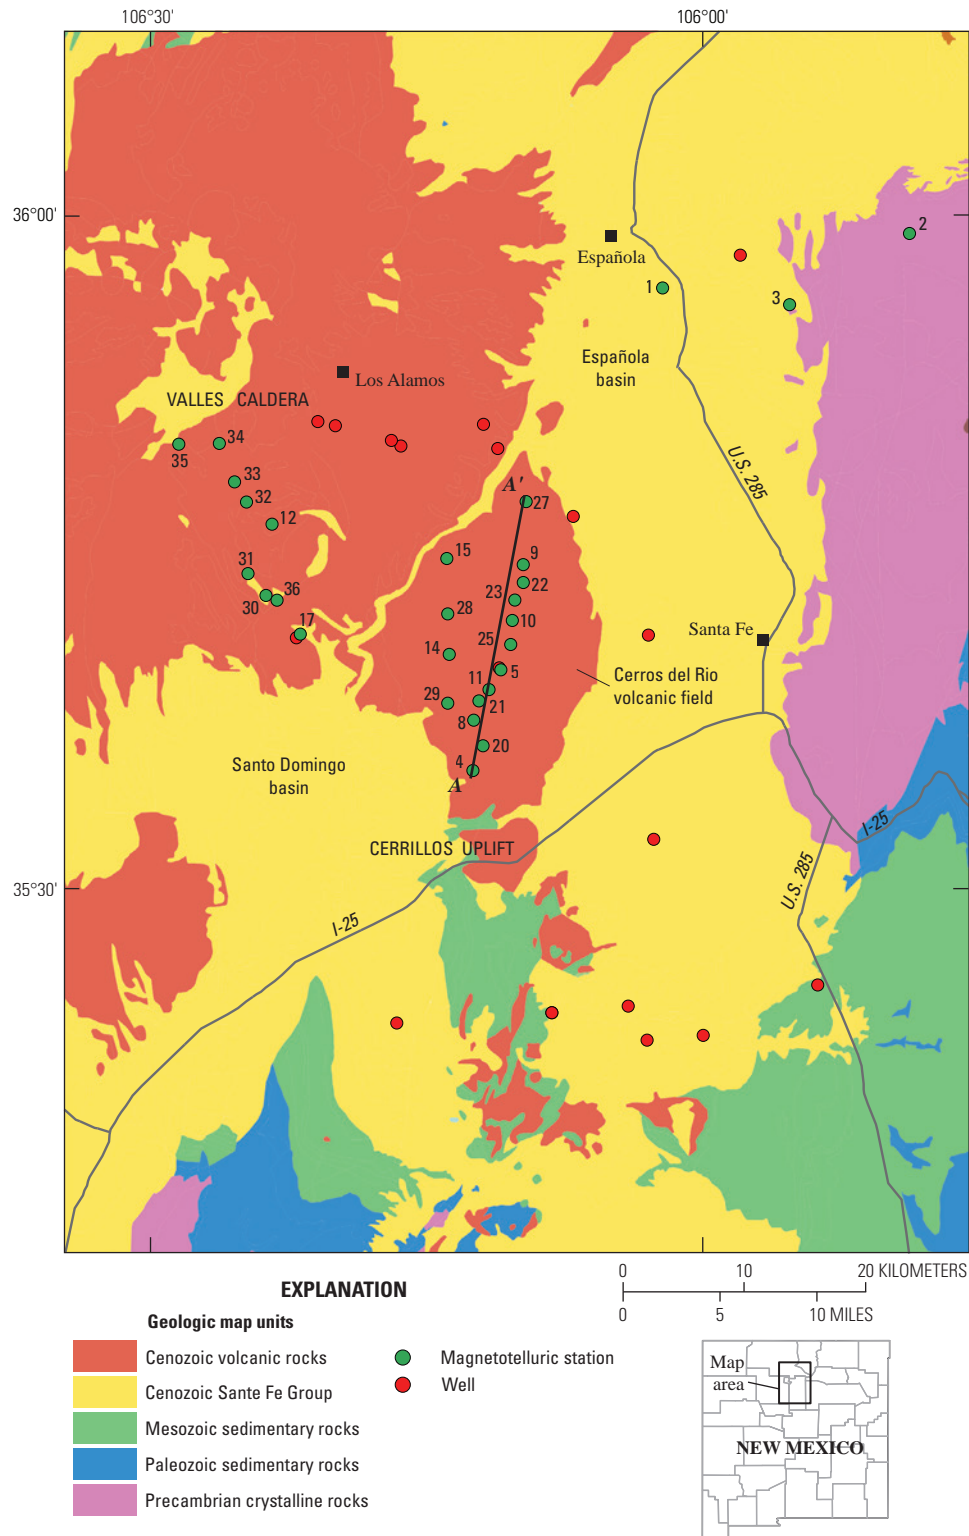 106°30'
106°00'
36°00'
2
Española
1
3
Española
basin
Los Alamos
VALLES CALDERA
34
35
U.S. 285
33
A'
27
32
12
15
9
31
22
36
23
30
28
10
17
Santa Fe
25
14
5
Cerros del Rio
volcanic field
11
29
21
8
20
Santo Domingo
basin
4
A
I-25
CERRILLOS UPLIFT
U.S. 285
35°30'
I-25
EXPLANATION
Geologic map units
Cenozoic volcanic rocks
Cenozoic Sante Fe Group
Mesozoic sedimentary rocks
Paleozoic sedimentary rocks
Precambrian crystalline rocks
Magnetotelluric station
Well
0 10 20 KILOMETERS
0 5 10 MILES
Map
area
NEW MEXICO